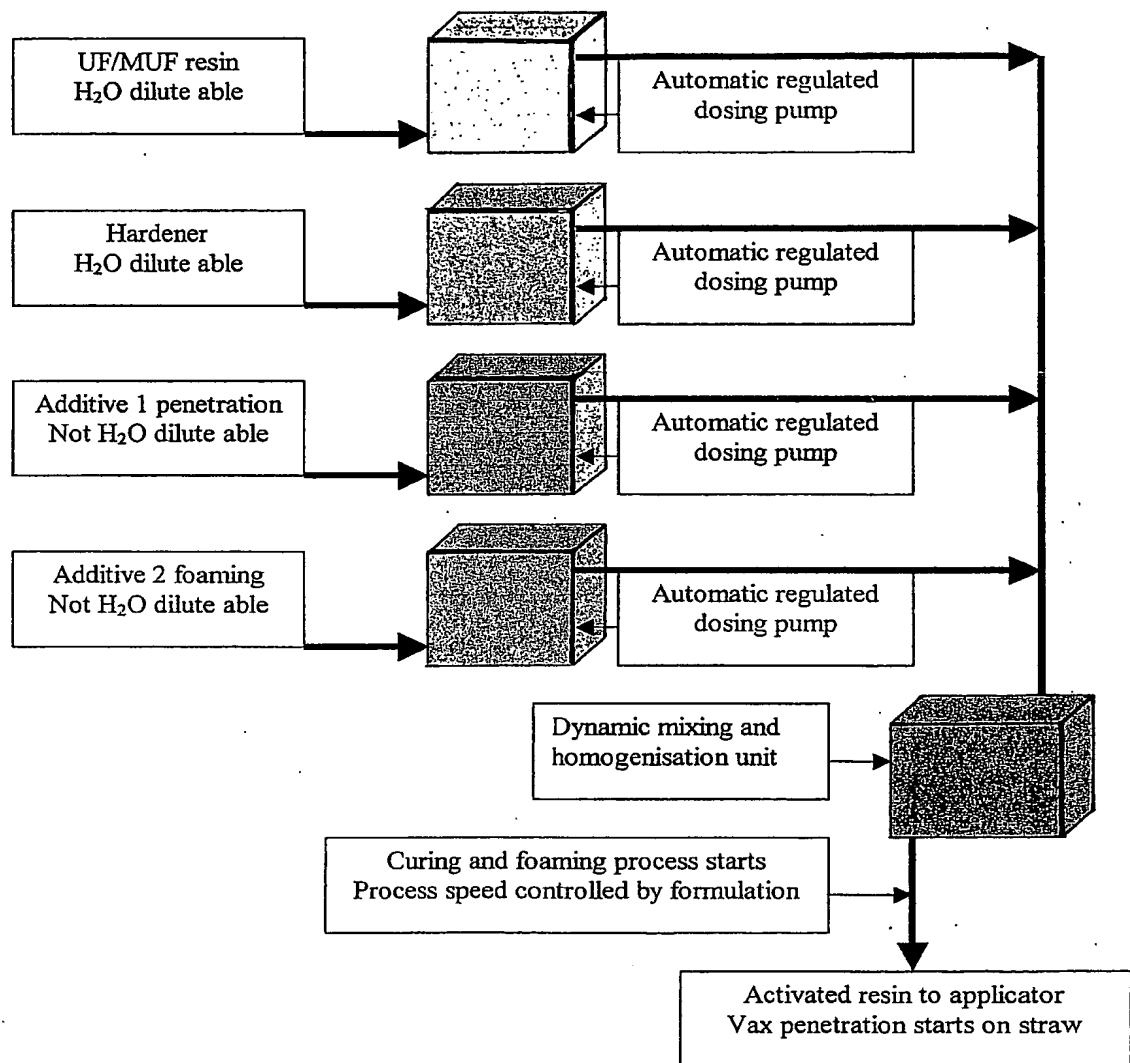 UF/MUF resin
H₂O dilute able
Automatic regulated
dosing pump
Hardener
H₂O dilute able
Automatic regulated
dosing pump
Additive 1 penetration
Not H₂O dilute able
Automatic regulated
dosing pump
Additive 2 foaming
Not H₂O dilute able
Automatic regulated
dosing pump
Dynamic mixing and
homogenisation unit
Curing and foaming process starts
Process speed controlled by formulation
Activated resin to applicator
Vax penetration starts on straw